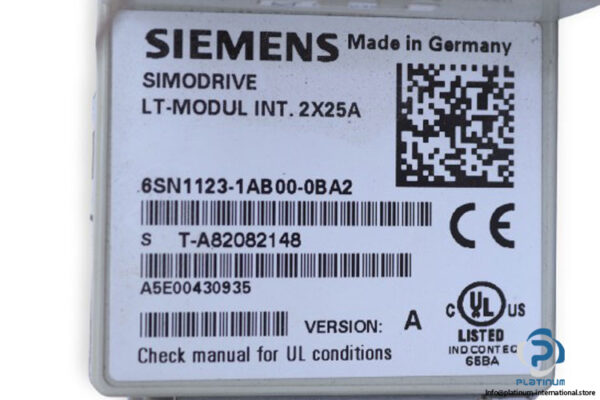 SIEMENS Made in Germany
SIMODRIVE
LT-MODUL INT. 2X25A
6SN1123-1AB00-0BA2
S T-A82082148
A5E00430935
VERSION: A
C UL US
LISTED
IND CONT EQ
65BA
Check manual for UL conditions
CE
P
PLATINUM
info@platinum-international.store